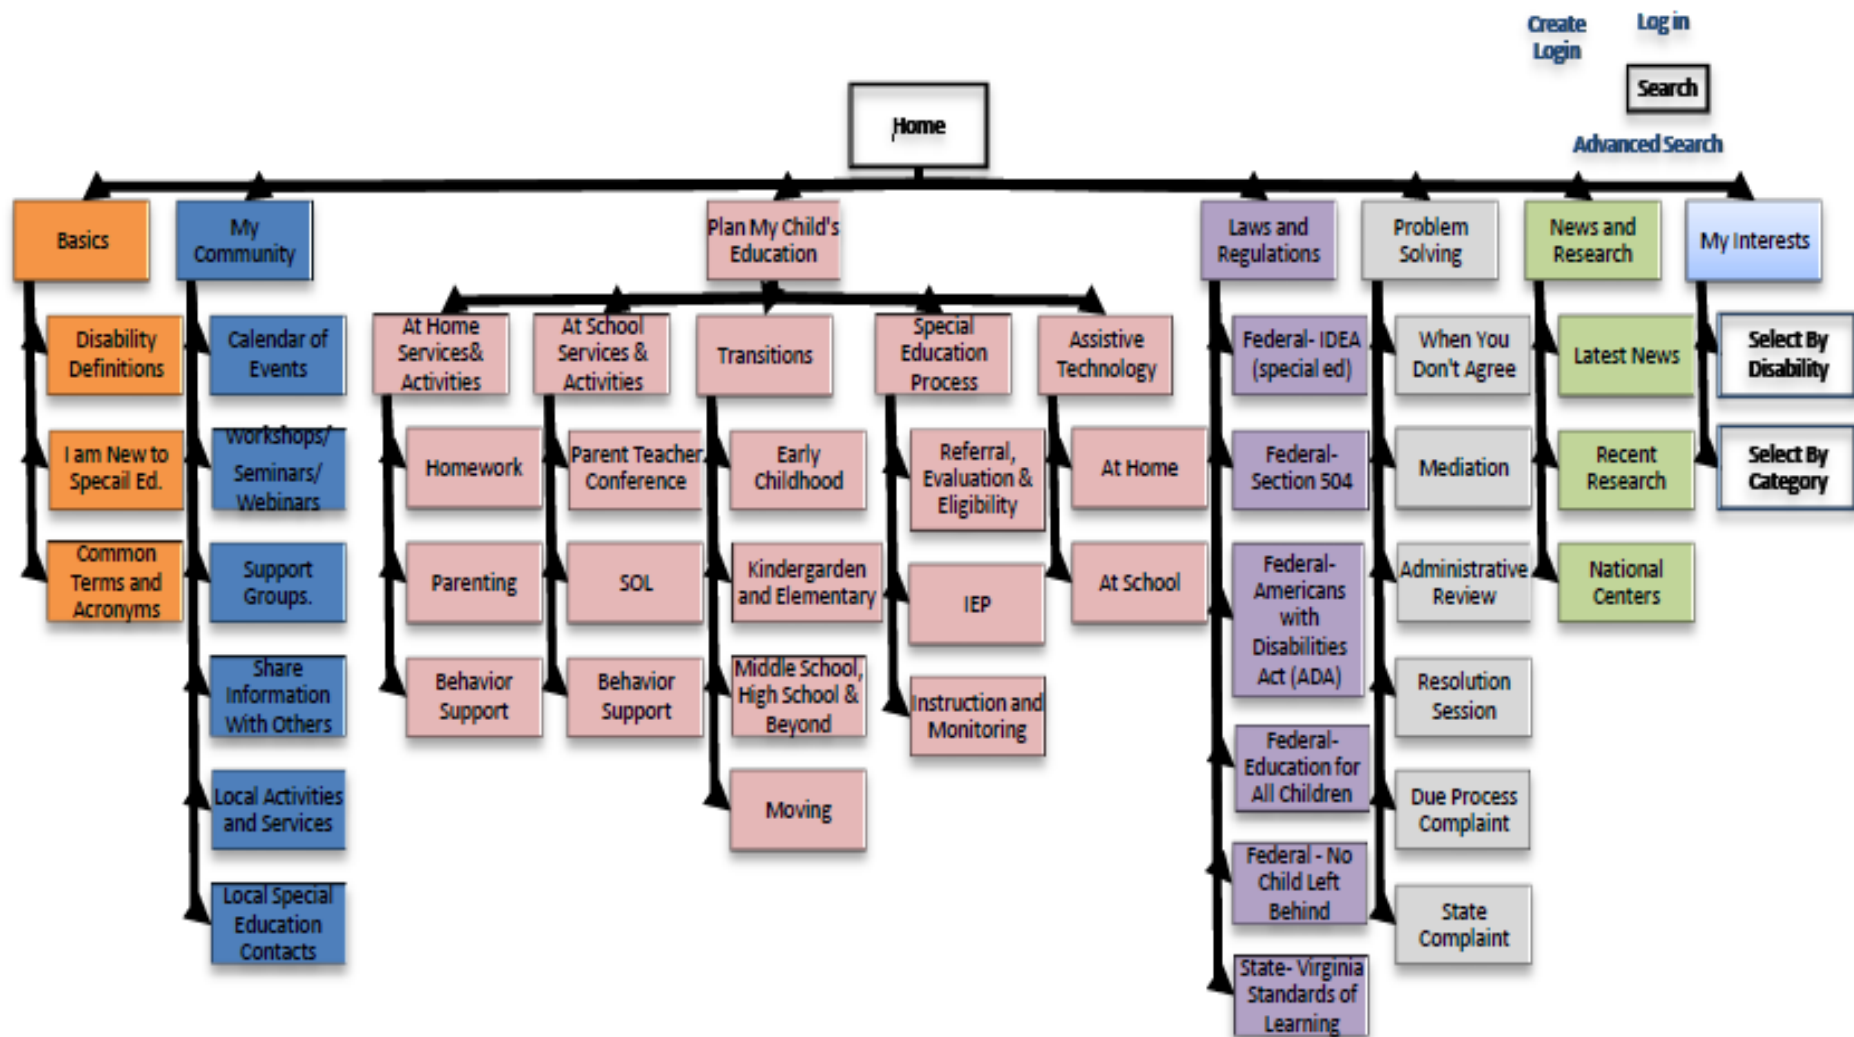 Create
Login
Log in
Search
Advanced Search
Home
Basics
My
Community
Plan My Child's
Education
Laws and
Regulations
Problem
Solving
News and
Research
My Interests
Disability
Definitions
I am New to
Specail Ed.
Common
Terms and
Acronyms
Calendar of
Events
Workshops/
Seminars/
Webinars
Support
Groups.
Share
Information
With Others
Local Activities
and Services
Local Special
Education
Contacts
At Home
Services&
Activities
Homework
Parenting
Behavior
Support
At School
Services &
Activities
Parent Teacher
Conference
SOL
Behavior
Support
Transitions
Early
Childhood
Kindergarden
and Elementary
Middle School,
High School &
Beyond
Moving
Special
Education
Process
Referral,
Evaluation &
Eligibility
IEP
Instruction and
Monitoring
Assistive
Technology
At Home
At School
Federal- IDEA
(special ed)
Federal-
Section 504
Federal-
Americans
with
Disabilities
Act (ADA)
Federal-
Education for
All Children
Federal - No
Child Left
Behind
State- Virginia
Standards of
Learning
When You
Don't Agree
Mediation
Administrative
Review
Resolution
Session
Due Process
Complaint
State
Complaint
Latest News
Recent
Research
National
Centers
Select By
Disability
Select By
Category